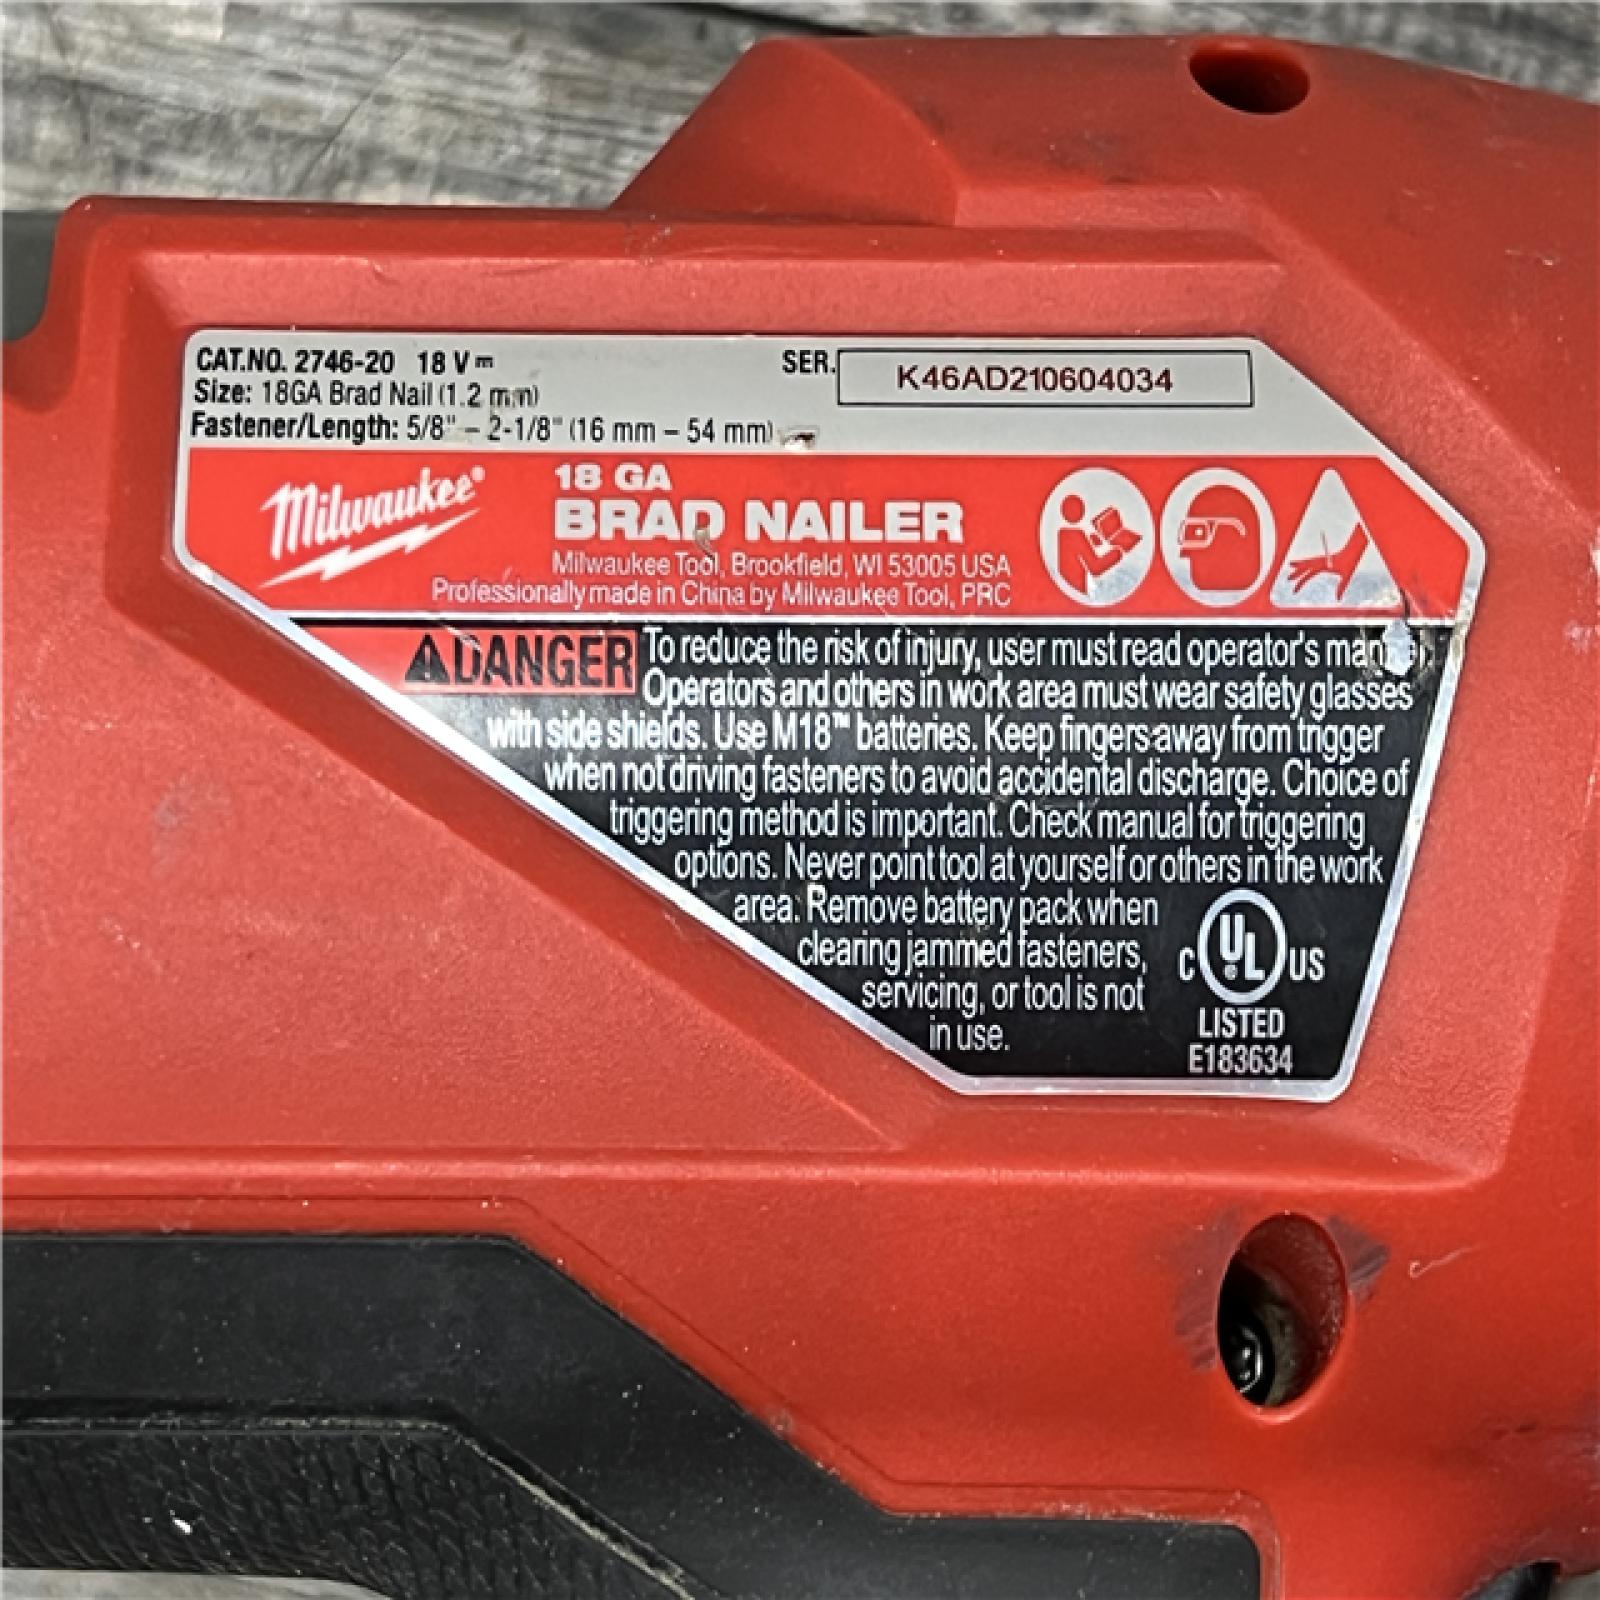 CAT.NO. 2746-20 18 V⎓
SER. K46AD210604034
Size: 18GA Brad Nail (1.2 mm)
Fastener/Length: 5/8" – 2-1/8" (16 mm – 54 mm)
Milwaukee®
18 GA
BRAD NAILER
Milwaukee Tool, Brookfield, WI 53005 USA
Professionally made in China by Milwaukee Tool, PRC
⚠DANGER To reduce the risk of injury, user must read operator's
Operators and others in work area must wear safety glasses
with side shields. Use M18™ batteries. Keep fingers away from trigger
when not driving fasteners to avoid accidental discharge. Choice of
triggering method is important. Check manual for triggering
options. Never point tool at yourself or others in the work
area. Remove battery pack when
clearing jammed fasteners,
servicing, or tool is not
in use.
C UL US
LISTED
E183634